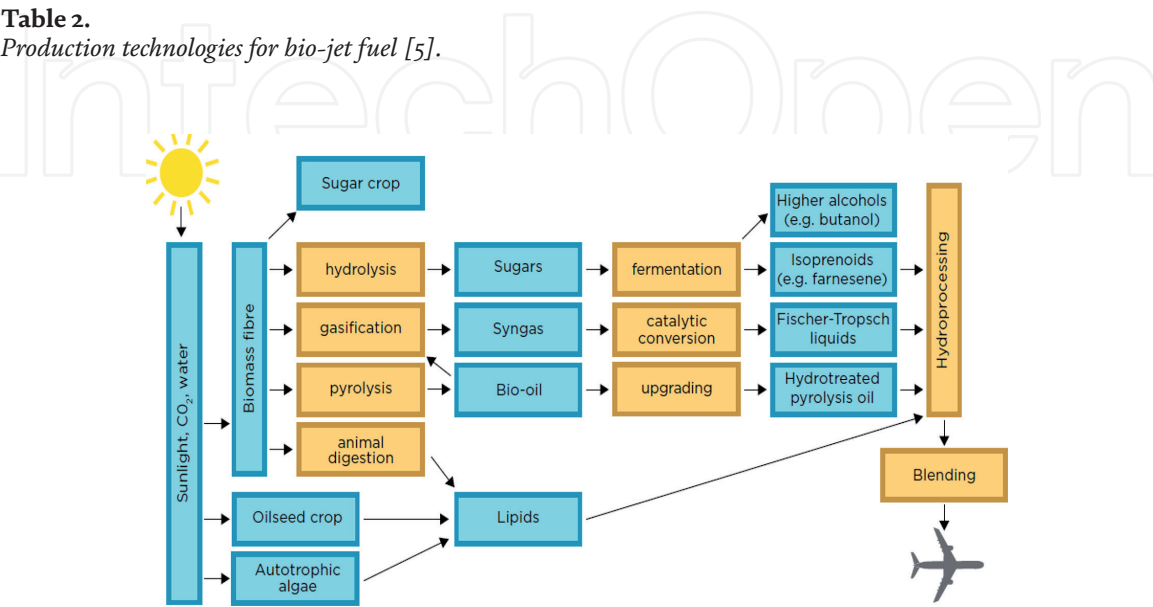 Table 2.
Production technologies for bio-jet fuel [5].
IntechOpen
Sugar crop
Higher alcohols
(e.g. butanol)
hydrolysis
Sugars
fermentation
Isoprenoids
(e.g. farnesene)
gasification
Syngas
catalytic
conversion
Fischer-Tropsch
liquids
pyrolysis
Bio-oil
upgrading
Hydrotreated
pyrolysis oil
animal
digestion
Sunlight, CO₂, water
Biomass fibre
Hydroprocessing
Blending
Oilseed crop
Lipids
Autotrophic
algae